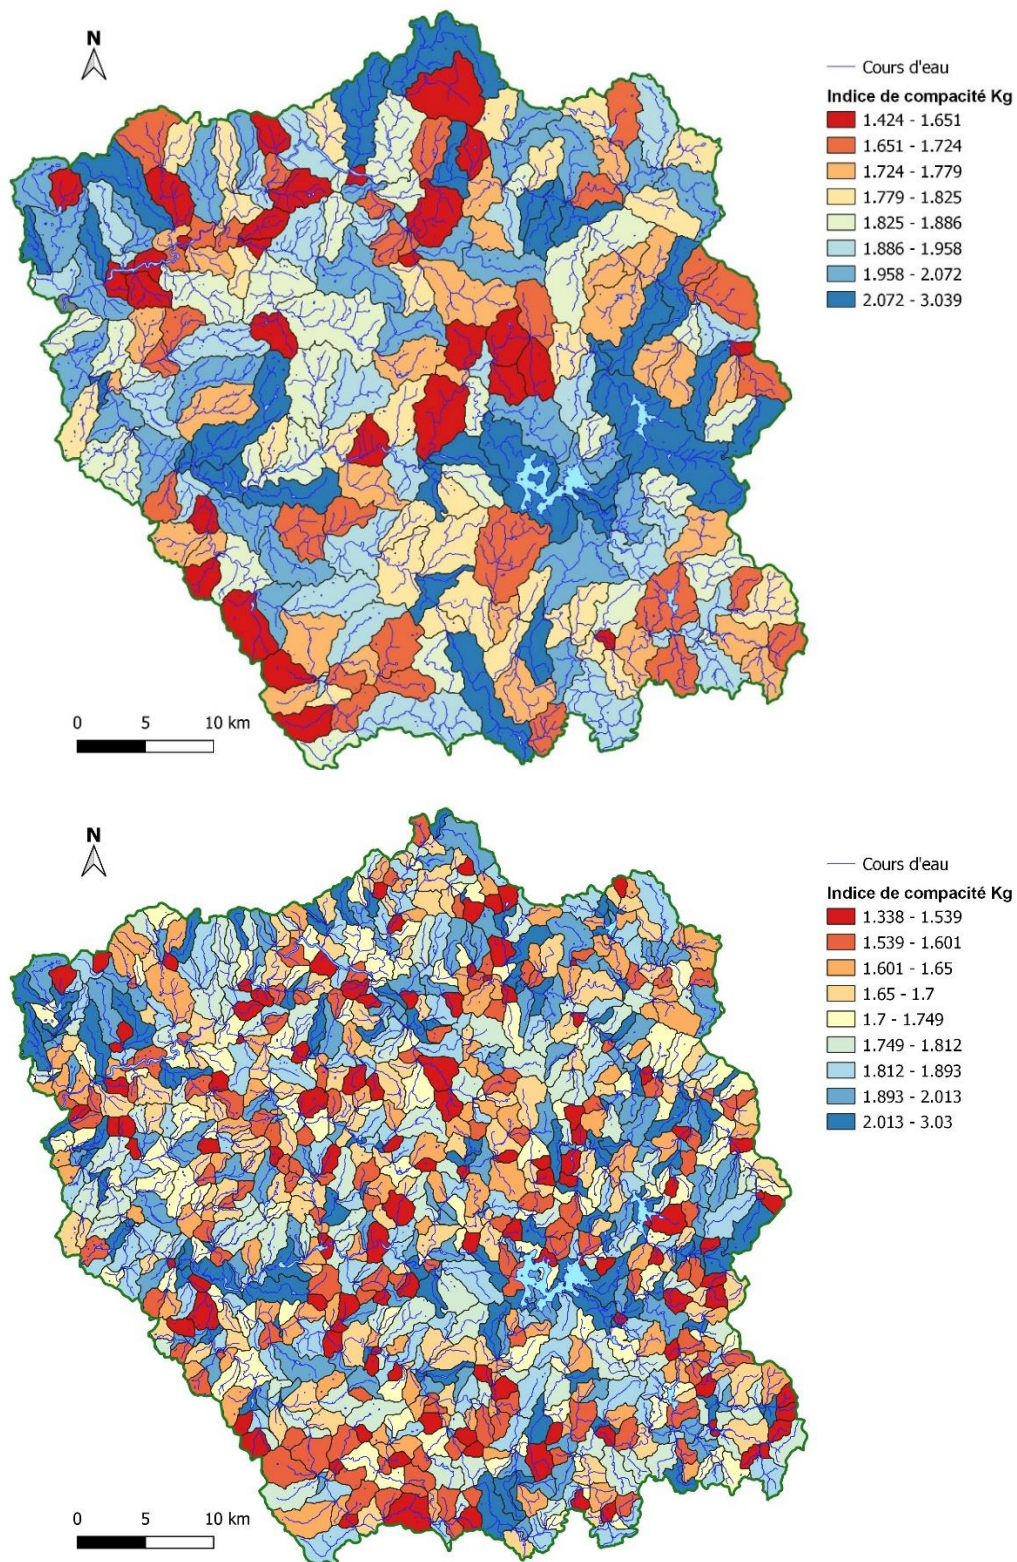 N
Cours d'eau
Indice de compacité Kg
1.424 - 1.651
1.651 - 1.724
1.724 - 1.779
1.779 - 1.825
1.825 - 1.886
1.886 - 1.958
1.958 - 2.072
2.072 - 3.039
0 5 10 km
N
Cours d'eau
Indice de compacité Kg
1.338 - 1.539
1.539 - 1.601
1.601 - 1.65
1.65 - 1.7
1.7 - 1.749
1.749 - 1.812
1.812 - 1.893
1.893 - 2.013
2.013 - 3.03
0 5 10 km